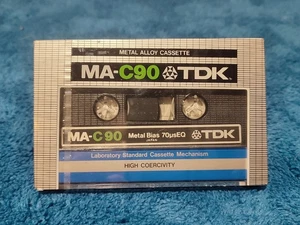 METAL ALLOY CASSETTE
MA-C90 TDK
MA-C90 Metal Bias 70µsEQ TDK
JAPAN
Laboratory Standard Cassette Mechanism
HIGH COERCIVITY